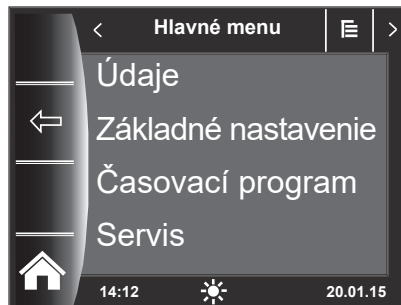 < Hlavné menu >
Údaje
Základné nastavenie
Časovací program
Servis
14:12 20.01.15